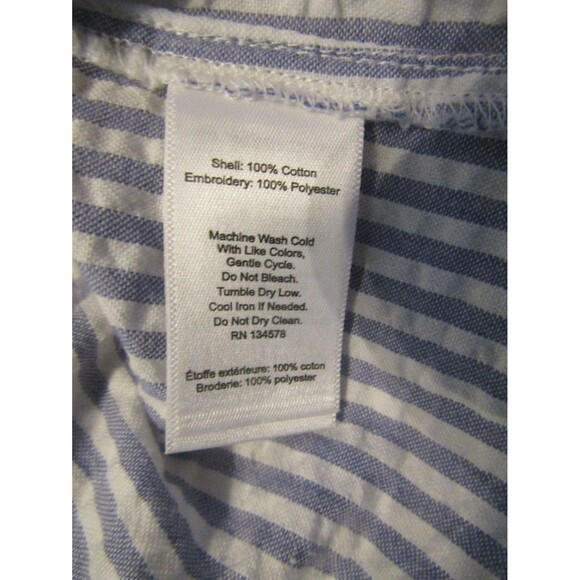 Shell: 100% Cotton
Embroidery: 100% Polyester
Machine Wash Cold
With Like Colors,
Gentle Cycle.
Do Not Bleach.
Tumble Dry Low.
Cool Iron If Needed.
Do Not Dry Clean.
RN 134578
Étoffe extérieure: 100% coton
Broderie: 100% polyester